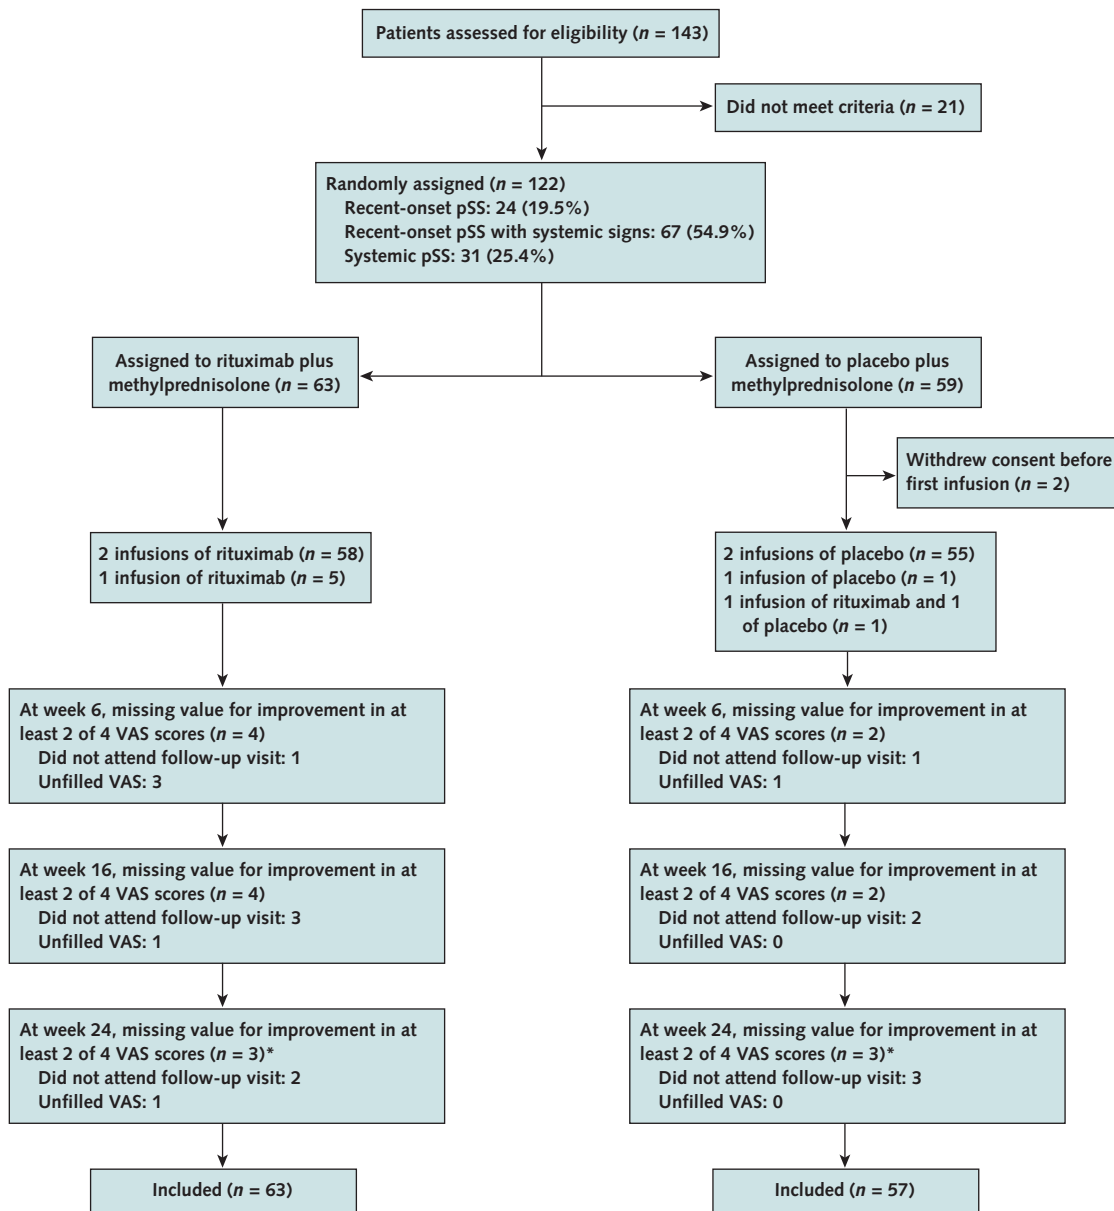 Patients assessed for eligibility (n = 143)
Did not meet criteria (n = 21)
Randomly assigned (n = 122)
Recent-onset pSS: 24 (19.5%)
Recent-onset pSS with systemic signs: 67 (54.9%)
Systemic pSS: 31 (25.4%)
Assigned to rituximab plus
methylprednisolone (n = 63)
Assigned to placebo plus
methylprednisolone (n = 59)
Withdrew consent before
first infusion (n = 2)
2 infusions of rituximab (n = 58)
1 infusion of rituximab (n = 5)
2 infusions of placebo (n = 55)
1 infusion of placebo (n = 1)
1 infusion of rituximab and 1
of placebo (n = 1)
At week 6, missing value for improvement in at
least 2 of 4 VAS scores (n = 4)
Did not attend follow-up visit: 1
Unfilled VAS: 3
At week 6, missing value for improvement in at
least 2 of 4 VAS scores (n = 2)
Did not attend follow-up visit: 1
Unfilled VAS: 1
At week 16, missing value for improvement in at
least 2 of 4 VAS scores (n = 4)
Did not attend follow-up visit: 3
Unfilled VAS: 1
At week 16, missing value for improvement in at
least 2 of 4 VAS scores (n = 2)
Did not attend follow-up visit: 2
Unfilled VAS: 0
At week 24, missing value for improvement in at
least 2 of 4 VAS scores (n = 3)*
Did not attend follow-up visit: 2
Unfilled VAS: 1
At week 24, missing value for improvement in at
least 2 of 4 VAS scores (n = 3)*
Did not attend follow-up visit: 3
Unfilled VAS: 0
Included (n = 63)
Included (n = 57)